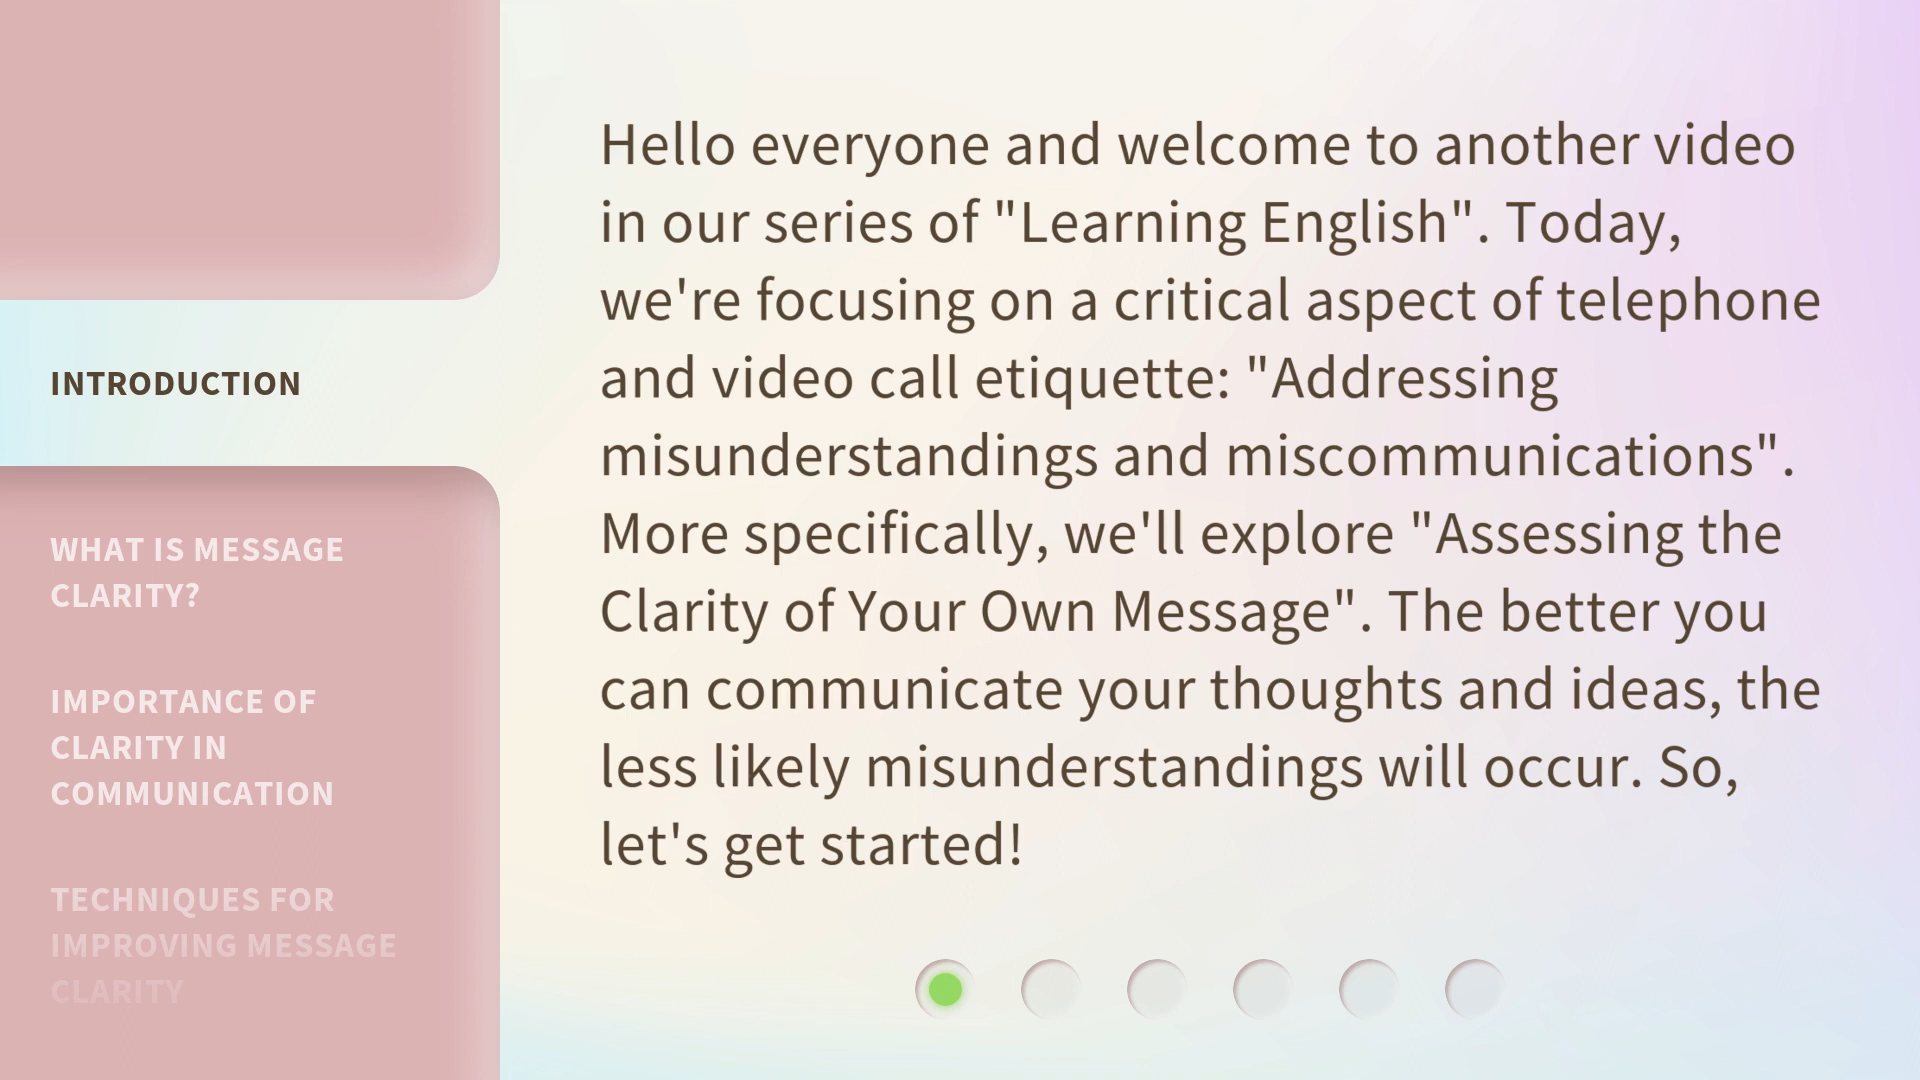 INTRODUCTION
WHAT IS MESSAGE
CLARITY?
IMPORTANCE OF
CLARITY IN
COMMUNICATION
TECHNIQUES FOR
IMPROVING MESSAGE
CLARITY
Hello everyone and welcome to another video
in our series of "Learning English". Today,
we're focusing on a critical aspect of telephone
and video call etiquette: "Addressing
misunderstandings and miscommunications".
More specifically, we'll explore "Assessing the
Clarity of Your Own Message". The better you
can communicate your thoughts and ideas, the
less likely misunderstandings will occur. So,
let's get started!